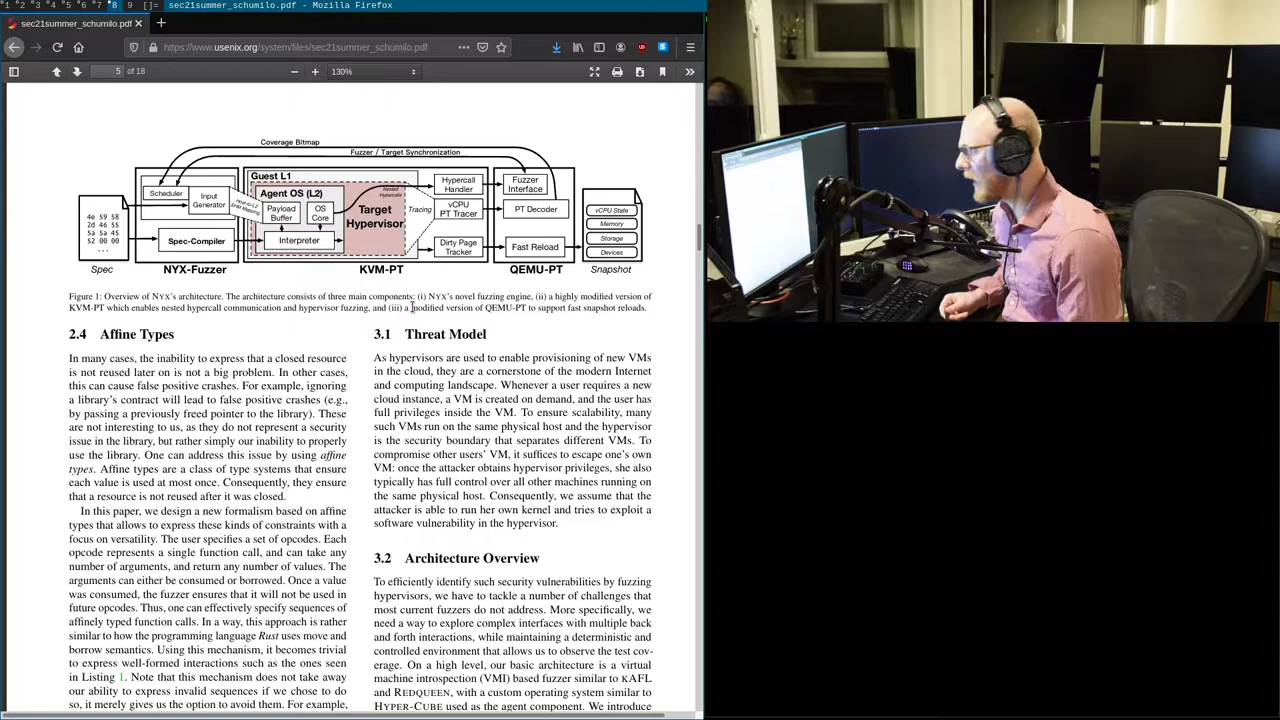 1 2 3 4 5 6 7 8 9 []= sec21summer_schumilo.pdf - Mozilla Firefox
sec21summer_schumilo.pdf
https://www.usenix.org/system/files/sec21summer_schumilo.pdf
5 of 18
130%
Coverage Bitmap
Fuzzer / Target Synchronization
Guest L1
Scheduler
Input
Generator
Host-to-L2
SHM Mapping
Agent OS (L2)
Payload
Buffer
OS
Core
Nested
Hypercalls
Target
Hypervisor
Tracing
Hypercall
Handler
vCPU
PT Tracer
Dirty Page
Tracker
Fuzzer
Interface
PT Decoder
Fast Reload
vCPU State
Memory
Storage
Devices
4e 59 58
2d 46 55
5a 5a 45
52 00 00
...
Spec-Compiler
Interpreter
Spec
NYX-Fuzzer
KVM-PT
QEMU-PT
Snapshot
Figure 1: Overview of NYX's architecture. The architecture consists of three main components: (i) NYX's novel fuzzing engine, (ii) a highly modified version of
KVM-PT which enables nested hypercall communication and hypervisor fuzzing, and (iii) a modified version of QEMU-PT to support fast snapshot reloads.
2.4 Affine Types
In many cases, the inability to express that a closed resource
is not reused later on is not a big problem. In other cases,
this can cause false positive crashes. For example, ignoring
a library's contract will lead to false positive crashes (e.g.,
by passing a previously freed pointer to the library). These
are not interesting to us, as they do not represent a security
issue in the library, but rather simply our inability to properly
use the library. One can address this issue by using affine
types. Affine types are a class of type systems that ensure
each value is used at most once. Consequently, they ensure
that a resource is not reused after it was closed.
In this paper, we design a new formalism based on affine
types that allows to express these kinds of constraints with a
focus on versatility. The user specifies a set of opcodes. Each
opcode represents a single function call, and can take any
number of arguments, and return any number of values. The
arguments can either be consumed or borrowed. Once a value
was consumed, the fuzzer ensures that it will not be used in
future opcodes. Thus, one can effectively specify sequences of
affinely typed function calls. In a way, this approach is rather
similar to how the programming language Rust uses move and
borrow semantics. Using this mechanism, it becomes trivial
to express well-formed interactions such as the ones seen
in Listing 1. Note that this mechanism does not take away
our ability to express invalid sequences if we chose to do
so, it merely gives us the option to avoid them. For example,
3.1 Threat Model
As hypervisors are used to enable provisioning of new VMs
in the cloud, they are a cornerstone of the modern Internet
and computing landscape. Whenever a user requires a new
cloud instance, a VM is created on demand, and the user has
full privileges inside the VM. To ensure scalability, many
such VMs run on the same physical host and the hypervisor
is the security boundary that separates different VMs. To
compromise other users' VM, it suffices to escape one's own
VM: once the attacker obtains hypervisor privileges, she also
typically has full control over all other machines running on
the same physical host. Consequently, we assume that the
attacker is able to run her own kernel and tries to exploit a
software vulnerability in the hypervisor.
3.2 Architecture Overview
To efficiently identify such security vulnerabilities by fuzzing
hypervisors, we have to tackle a number of challenges that
most current fuzzers do not address. More specifically, we
need a way to explore complex interfaces with multiple back
and forth interactions, while maintaining a deterministic and
controlled environment that allows us to observe the test cov-
erage. On a high level, our basic architecture is a virtual
machine introspection (VMI) based fuzzer similar to KAFL
and REDQUEEN, with a custom operating system similar to
HYPER-CUBE used as the agent component. We introduce